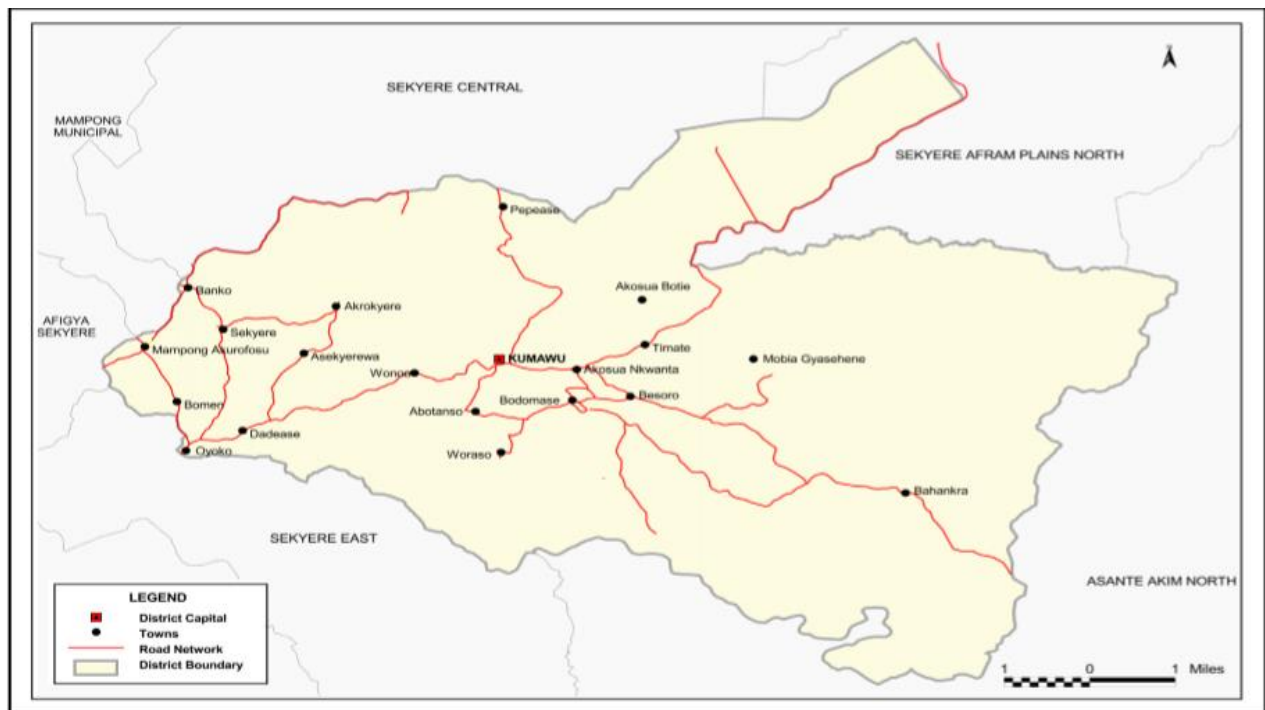 SEKYERE CENTRAL
MAMPONG
MUNICIPAL
SEKYERE AFRAM PLAINS NORTH
Pepease
Banko
Akosua Botie
Akrokyere
AFIGYA
SEKYERE
Sekyere
Mampong Axurofosu
Timate
Asekyerewa
KUMAWU
Mobia Gyasehene
Wonoo
Akosua Nkwanta
Besoro
Bodomase
Bomen
Abotanso
Dadease
Oyoko
Woraso
Bahankra
SEKYERE EAST
ASANTE AKIM NORTH
LEGEND
District Capital
Towns
Road Network
District Boundary
1 0 1 Miles